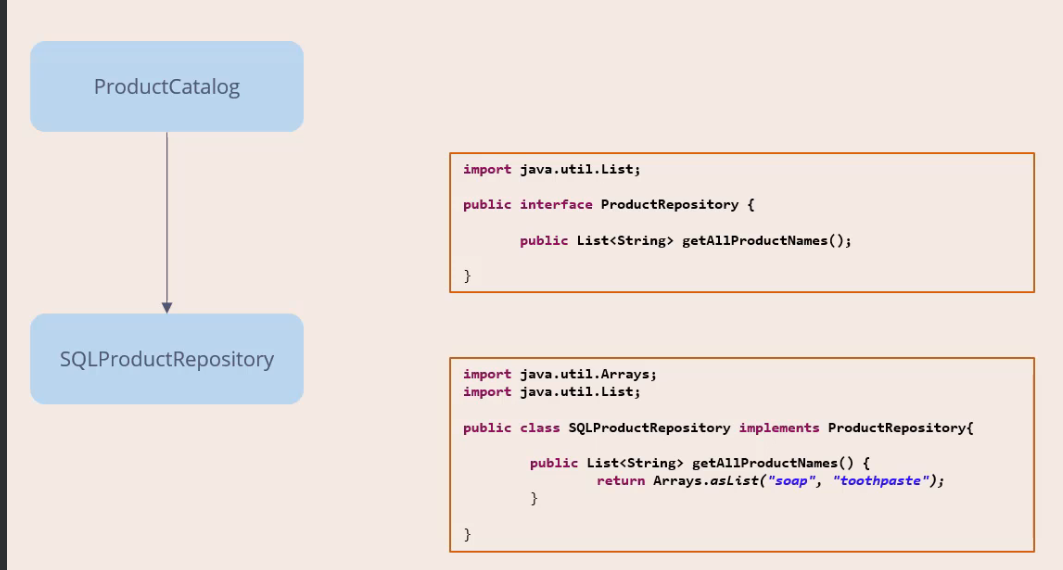 ProductCatalog
SQLProductRepository
import java.util.List;
public interface ProductRepository {
public List<String> getAllProductNames();
}
import java.util.Arrays;
import java.util.List;
public class SQLProductRepository implements ProductRepository{
public List<String> getAllProductNames() {
return Arrays.asList("soap", "toothpaste");
}
}